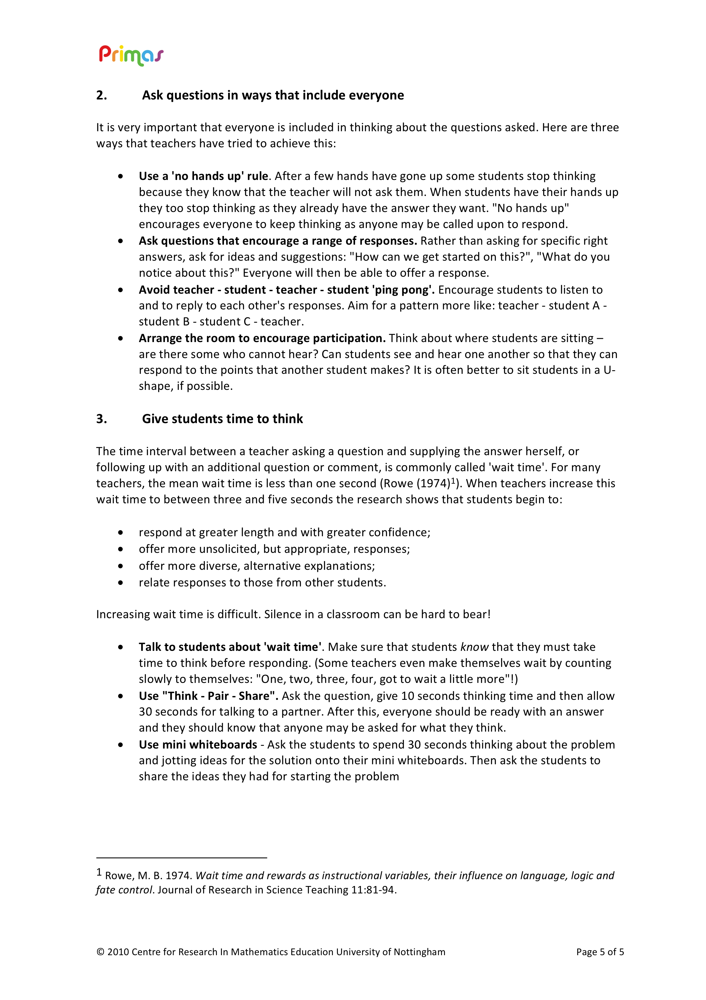 Primas
2. Ask questions in ways that include everyone
It is very important that everyone is included in thinking about the questions asked. Here are three
ways that teachers have tried to achieve this:
• Use a 'no hands up' rule. After a few hands have gone up some students stop thinking
because they know that the teacher will not ask them. When students have their hands up
they too stop thinking as they already have the answer they want. "No hands up"
encourages everyone to keep thinking as anyone may be called upon to respond.
• Ask questions that encourage a range of responses. Rather than asking for specific right
answers, ask for ideas and suggestions: "How can we get started on this?", "What do you
notice about this?" Everyone will then be able to offer a response.
• Avoid teacher - student - teacher - student 'ping pong'. Encourage students to listen to
and to reply to each other's responses. Aim for a pattern more like: teacher - student A -
student B - student C - teacher.
• Arrange the room to encourage participation. Think about where students are sitting –
are there some who cannot hear? Can students see and hear one another so that they can
respond to the points that another student makes? It is often better to sit students in a U-
shape, if possible.
3. Give students time to think
The time interval between a teacher asking a question and supplying the answer herself, or
following up with an additional question or comment, is commonly called 'wait time'. For many
teachers, the mean wait time is less than one second (Rowe (1974)1). When teachers increase this
wait time to between three and five seconds the research shows that students begin to:
• respond at greater length and with greater confidence;
• offer more unsolicited, but appropriate, responses;
• offer more diverse, alternative explanations;
• relate responses to those from other students.
Increasing wait time is difficult. Silence in a classroom can be hard to bear!
• Talk to students about 'wait time'. Make sure that students know that they must take
time to think before responding. (Some teachers even make themselves wait by counting
slowly to themselves: "One, two, three, four, got to wait a little more"!)
• Use "Think - Pair - Share". Ask the question, give 10 seconds thinking time and then allow
30 seconds for talking to a partner. After this, everyone should be ready with an answer
and they should know that anyone may be asked for what they think.
• Use mini whiteboards - Ask the students to spend 30 seconds thinking about the problem
and jotting ideas for the solution onto their mini whiteboards. Then ask the students to
share the ideas they had for starting the problem
1 Rowe, M. B. 1974. Wait time and rewards as instructional variables, their influence on language, logic and
fate control. Journal of Research in Science Teaching 11:81-94.
© 2010 Centre for Research In Mathematics Education University of Nottingham Page 5 of 5